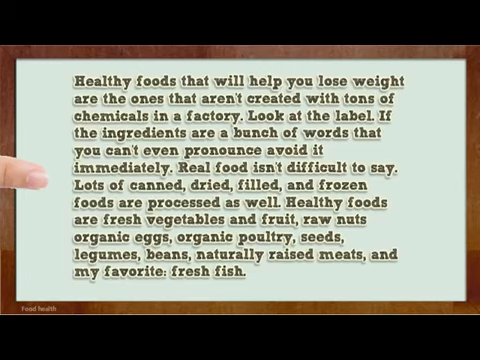 Healthy foods that will help you lose weight
are the ones that aren't created with tons of
chemicals in a factory. Look at the label. If
the ingredients are a bunch of words that
you can't even pronounce avoid it
immediately. Real food isn't difficult to say.
Lots of canned, dried, filled, and frozen
foods are processed as well. Healthy foods
are fresh vegetables and fruit, raw nuts
organic eggs, organic poultry, seeds,
legumes, beans, naturally raised meats, and
my favorite: fresh fish.
Food health